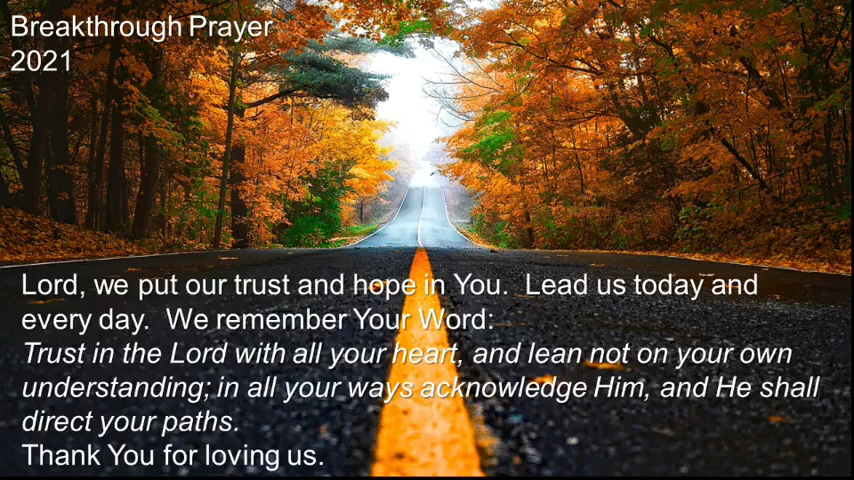 Breakthrough Prayer
2021
Lord, we put our trust and hope in You.  Lead us today and
every day.  We remember Your Word:
Trust in the Lord with all your heart, and lean not on your own
understanding; in all your ways acknowledge Him, and He shall
direct your paths.
Thank You for loving us.